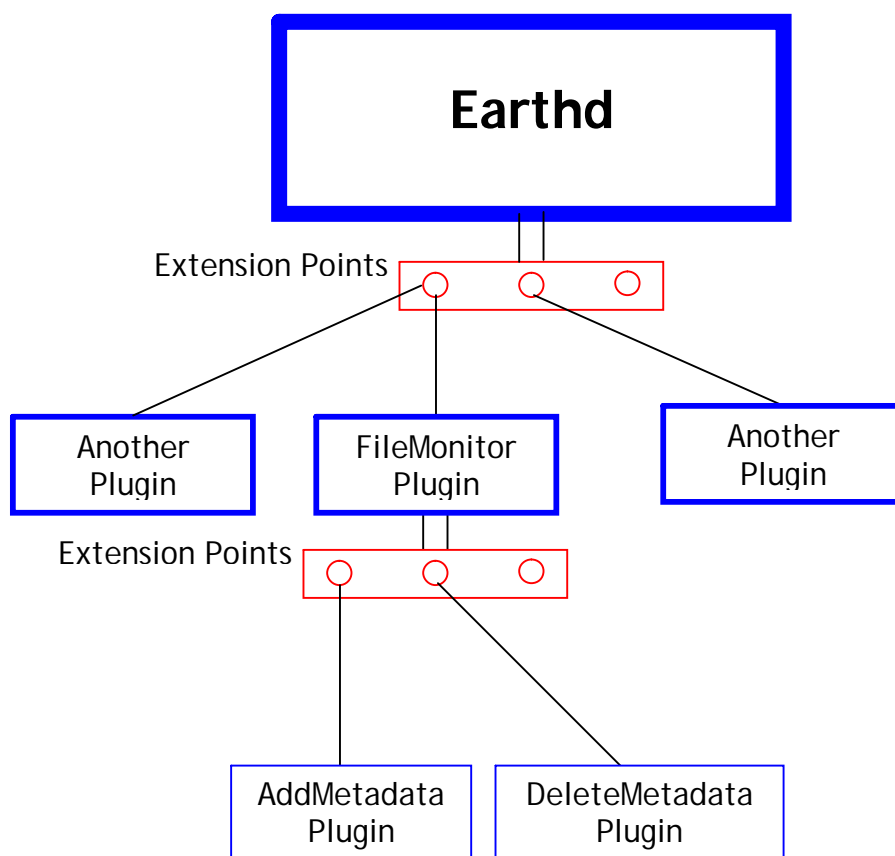 Earthd
Extension Points
Another
Plugin
FileMonitor
Plugin
Another
Plugin
Extension Points
AddMetadata
Plugin
DeleteMetadata
Plugin